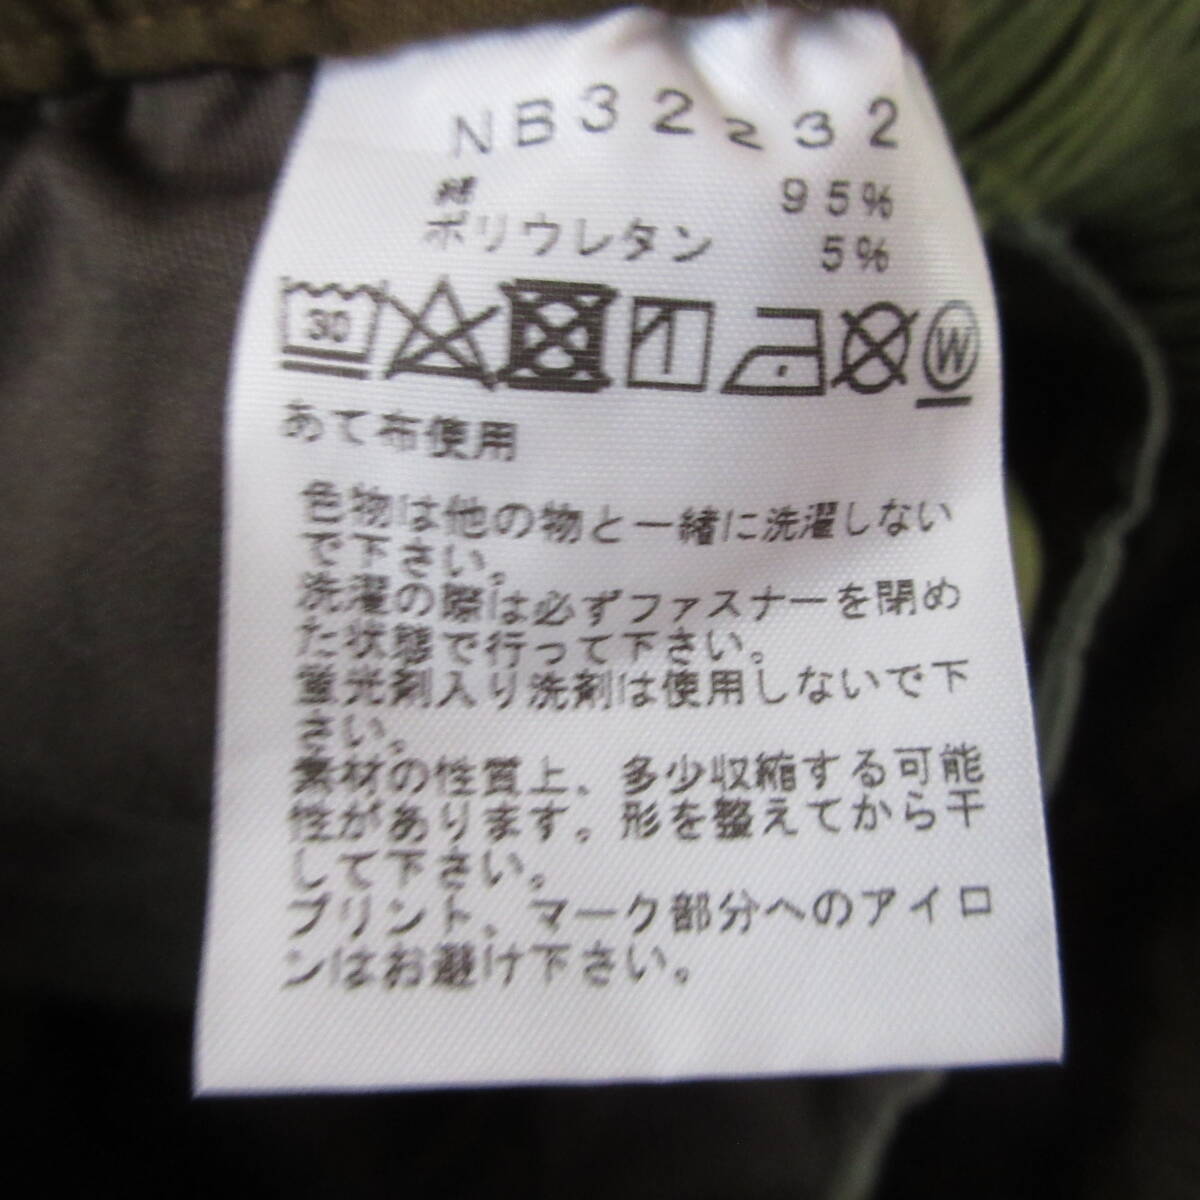 NB32232
綿 95%
ポリウレタン 5%
30 W
あて布使用
色物は他の物と一緒に洗濯しない
で下さい。
洗濯の際は必ずファスナーを閉め
た状態で行って下さい。
蛍光剤入り洗剤は使用しないで下
さい。
素材の性質上、多少収縮する可能
性があります。形を整えてから干
して下さい。
プリント、マーク部分へのアイロ
ンはお避け下さい。